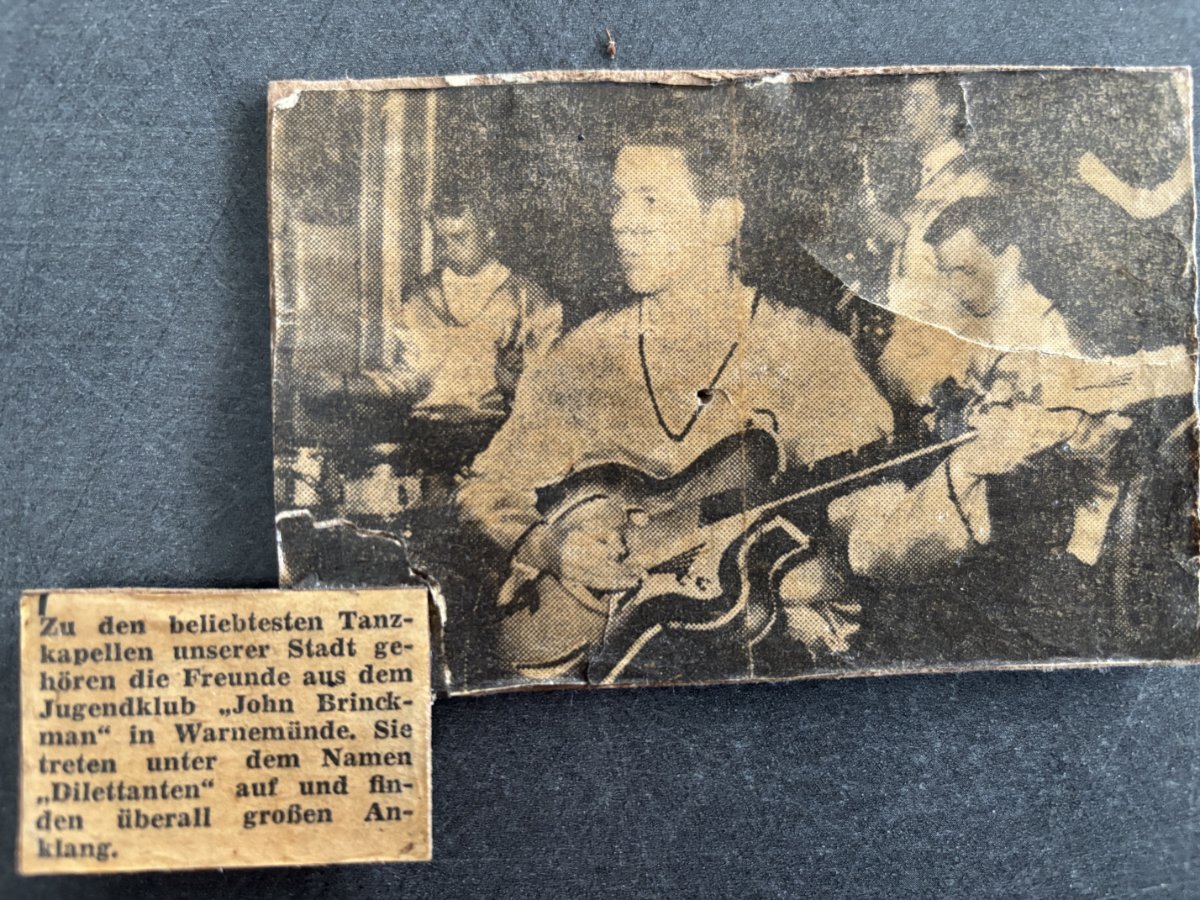 Zu den beliebtesten Tanz-
kapellen unserer Stadt ge-
hören die Freunde aus dem
Jugendklub „John Brinck-
man“ in Warnemünde. Sie
treten unter dem Namen
„Dilettanten“ auf und fin-
den überall großen An-
klang.